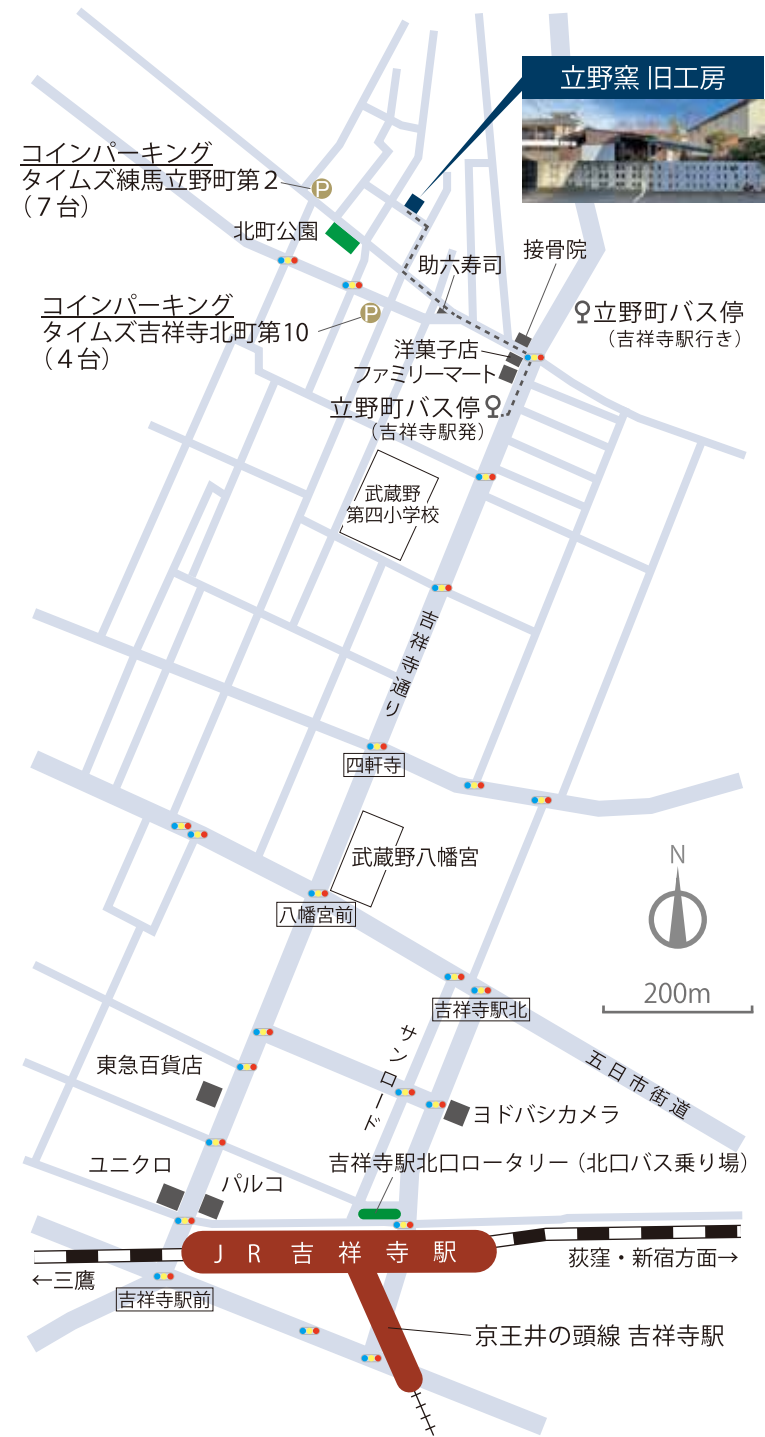 立野窯 旧工房
コインパーキング
タイムズ練馬立野町第2
（7台）
P
北町公園
助六寿司
接骨院
コインパーキング
タイムズ吉祥寺北町第10
（4台）
P
立野町バス停
（吉祥寺駅行き）
洋菓子店
ファミリーマート
立野町バス停
（吉祥寺駅発）
武蔵野
第四小学校
吉祥寺通り
四軒寺
武蔵野八幡宮
八幡宮前
N
200m
吉祥寺駅北
サンロード
五日市街道
東急百貨店
ヨドバシカメラ
ユニクロ
パルコ
吉祥寺駅北口ロータリー（北口バス乗り場）
JR吉祥寺駅
←三鷹
荻窪・新宿方面→
吉祥寺駅前
京王井の頭線 吉祥寺駅